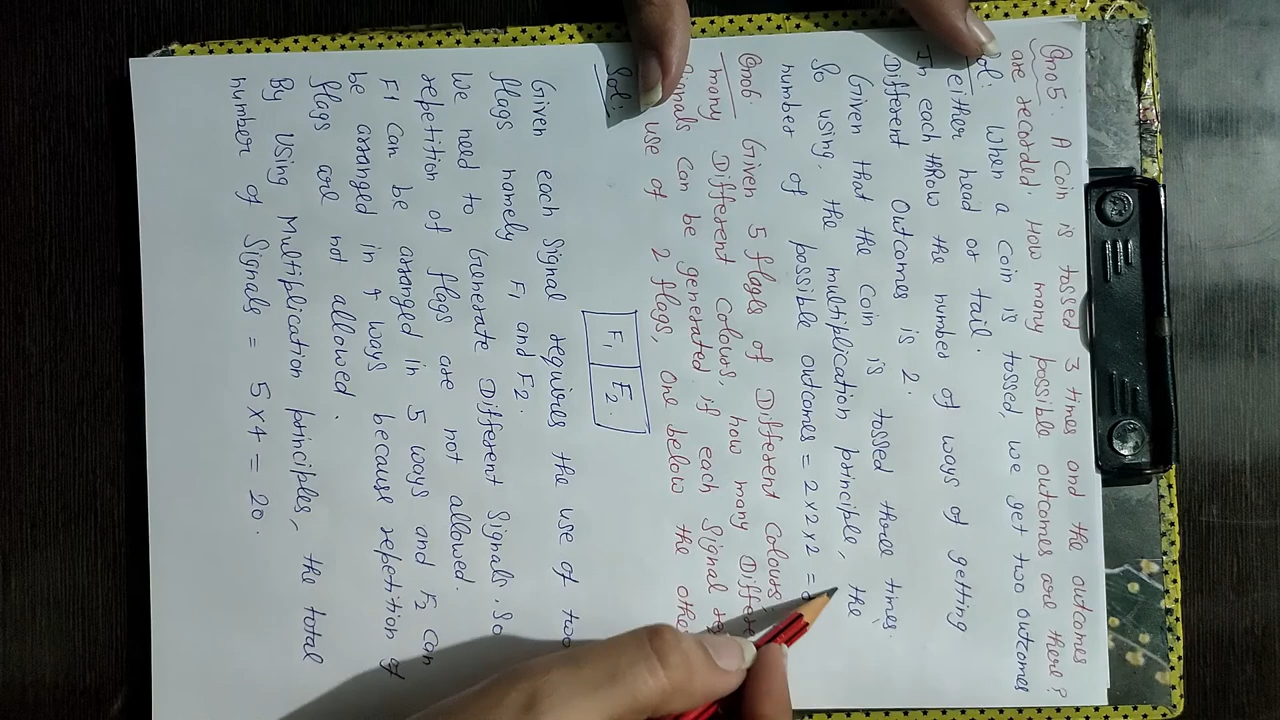 Qno5: A Coin is tossed 3 times and the outcomes
are recorded. How many possible outcomes are there?
Sol: When a Coin is tossed, we get two outcomes
either head or tail.
In each throw the number of ways of getting
Different outcomes is 2.
Given that the coin is tossed three times.
So using, the multiplication principle, the
number of possible outcomes = 2×2×2 =
Qno6: Given 5 flags of Different Colours,
many Different Colours, how many
Signals can be generated if each Signal
use of 2 flags, one below the
Sol:
F1 F2
Given each signal requires the use of two
flags namely F1 and F2.
We need to Generate Different Signals. So
repetition of flags are not allowed.
F1 can be arranged in 5 ways and F2 can
be arranged in 4 ways because repetition of
flags are not allowed.
By Using Multiplication principles, the total
number of Signals = 5×4 = 20.